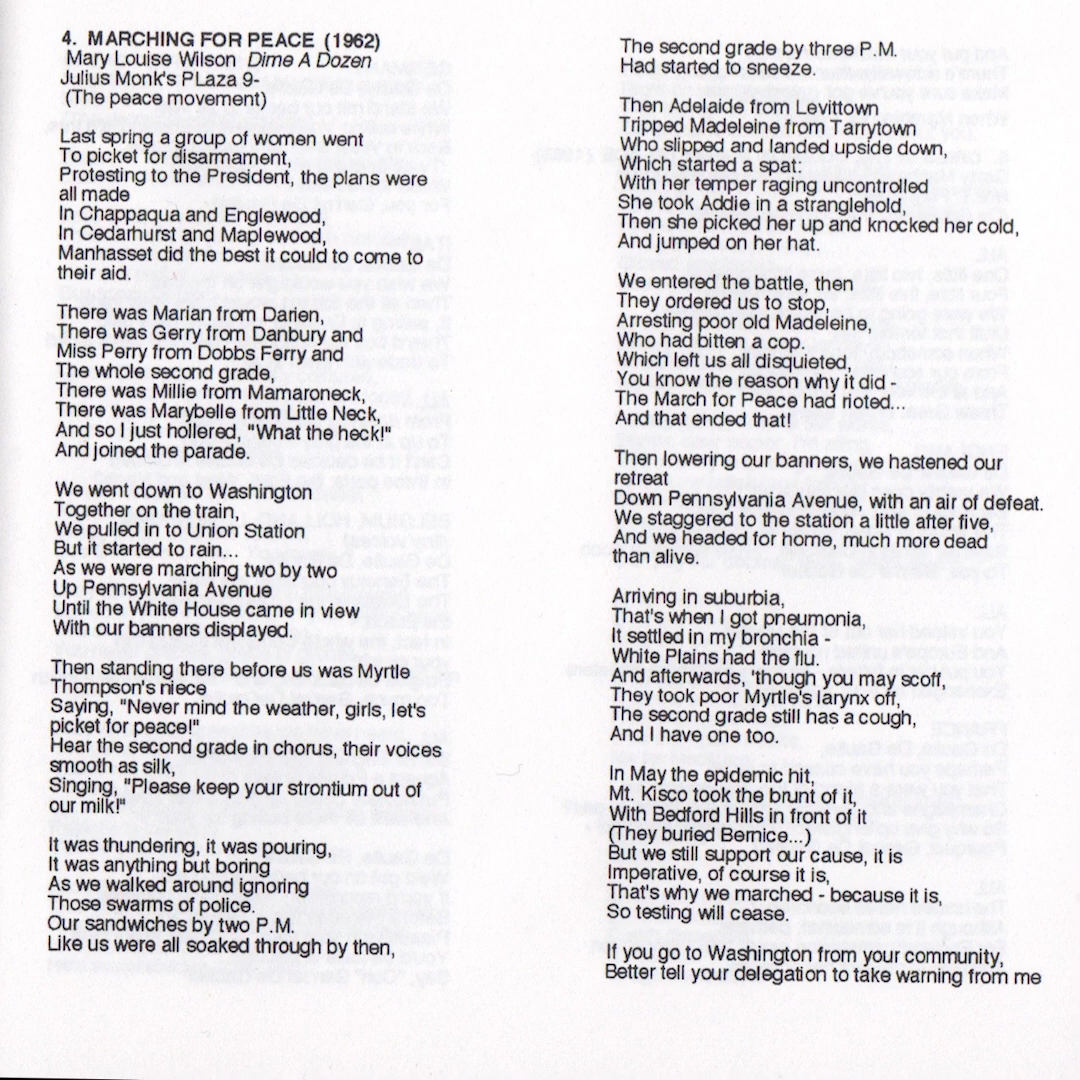 4. MARCHING FOR PEACE (1962)
Mary Louise Wilson Dime A Dozen
Julius Monk's PLaza 9-
(The peace movement)
Last spring a group of women went
To picket for disarmament,
Protesting to the President, the plans were
all made
In Chappaqua and Englewood,
In Cedarhurst and Maplewood,
Manhasset did the best it could to come to
their aid.
There was Marian from Darien,
There was Gerry from Danbury and
Miss Perry from Dobbs Ferry and
The whole second grade,
There was Millie from Mamaroneck,
There was Marybelle from Little Neck,
And so I just hollered, "What the heck!"
And joined the parade.
We went down to Washington
Together on the train,
We pulled in to Union Station
But it started to rain...
As we were marching two by two
Up Pennsylvania Avenue
Until the White House came in view
With our banners displayed.
Then standing there before us was Myrtle
Thompson's niece
Saying, "Never mind the weather, girls, let's
picket for peace!"
Hear the second grade in chorus, their voices
smooth as silk,
Singing, "Please keep your strontium out of
our milk!"
It was thundering, it was pouring,
It was anything but boring
As we walked around ignoring
Those swarms of police.
Our sandwiches by two P.M.
Like us were all soaked through by then,
The second grade by three P.M.
Had started to sneeze.
Then Adelaide from Levittown
Tripped Madeleine from Tarrytown
Who slipped and landed upside down,
Which started a spat:
With her temper raging uncontrolled
She took Addie in a stranglehold,
Then she picked her up and knocked her cold,
And jumped on her hat.
We entered the battle, then
They ordered us to stop,
Arresting poor old Madeleine,
Who had bitten a cop.
Which left us all disquieted,
You know the reason why it did -
The March for Peace had rioted...
And that ended that!
Then lowering our banners, we hastened our
retreat
Down Pennsylvania Avenue, with an air of defeat.
We staggered to the station a little after five,
And we headed for home, much more dead
than alive.
Arriving in suburbia,
That's when I got pneumonia,
It settled in my bronchia -
White Plains had the flu.
And afterwards, 'though you may scoff,
They took poor Myrtle's larynx off,
The second grade still has a cough,
And I have one too.
In May the epidemic hit,
Mt. Kisco took the brunt of it,
With Bedford Hills in front of it
(They buried Bernice...)
But we still support our cause, it is
Imperative, of course it is,
That's why we marched - because it is,
So testing will cease.
If you go to Washington from your community,
Better tell your delegation to take warning from me